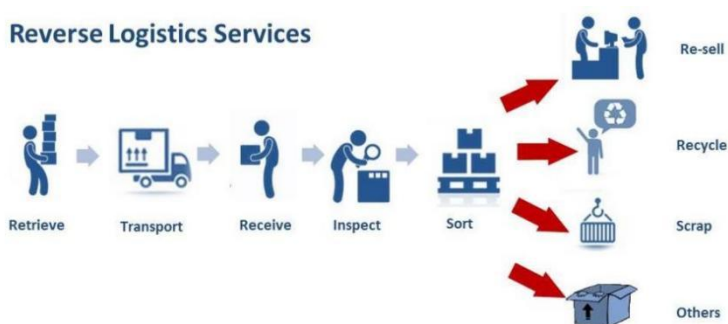 Reverse Logistics Services
Re-sell
Recycle
Retrieve
Transport
Receive
Inspect
Sort
Scrap
Others